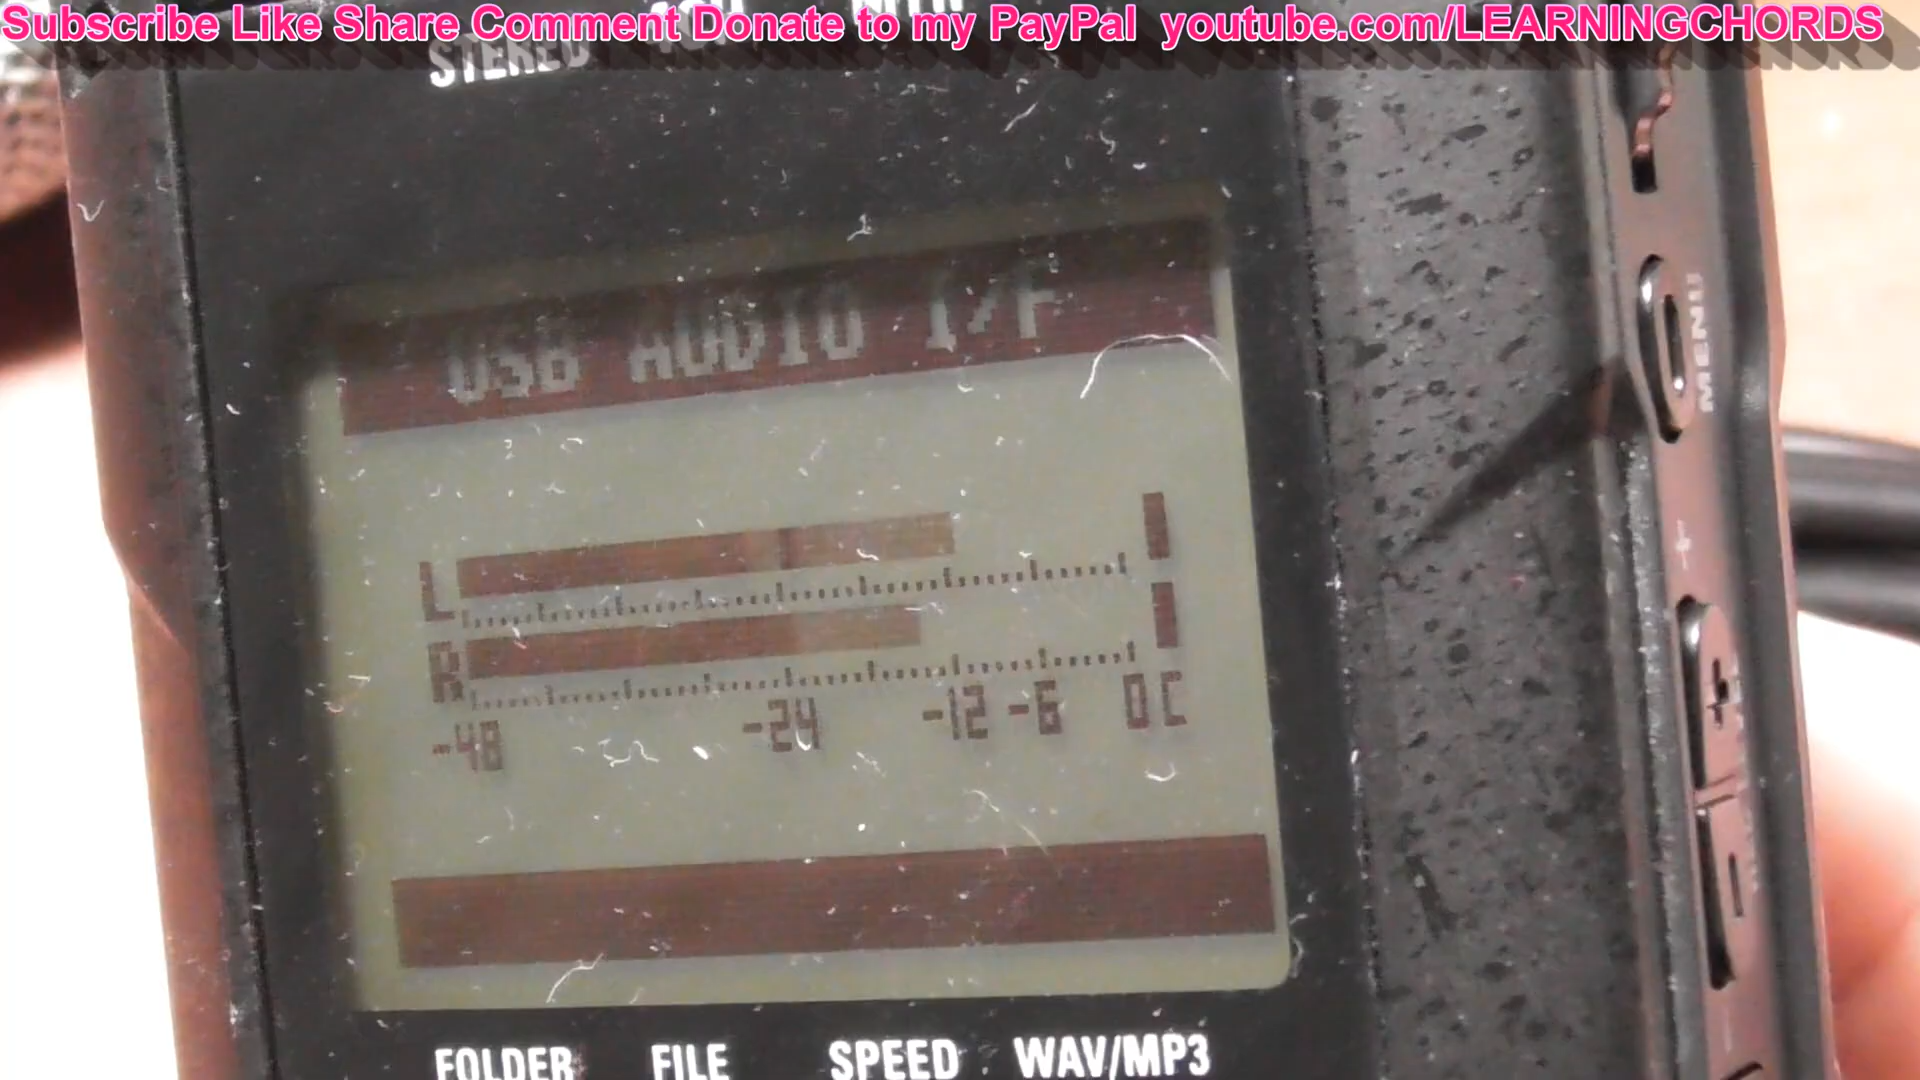 Subscribe Like Share Comment Donate to my PayPal youtube.com/LEARNINGCHORDS
STEREO
USB AUDIO I/F
L
R
-48 -24 -12 -6 0 C
MENU
+
-
FOLDER FILE SPEED WAV/MP3